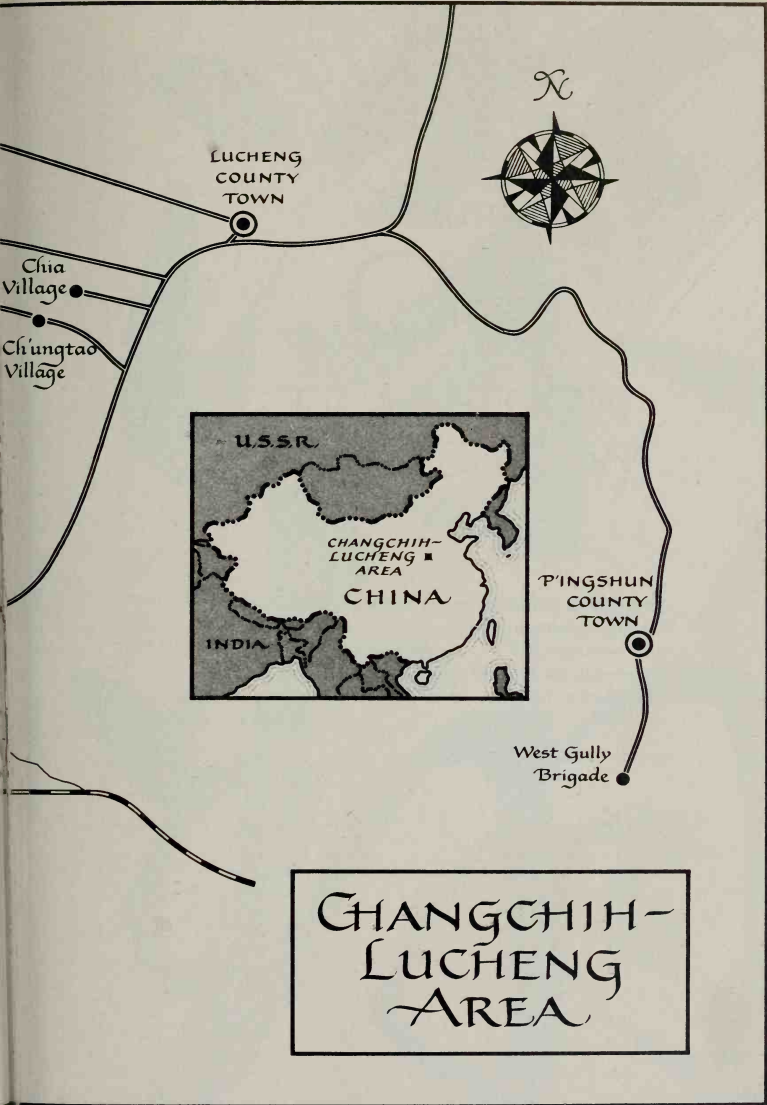 N
LUCHENG
COUNTY
TOWN
Chia
Village
Ch'ungtao
Village
U.S.S.R.
CHANGCHIH-
LUCHENG
AREA
CHINA
INDIA
P'INGSHUN
COUNTY
TOWN
West Gully
Brigade
CHANGCHIH-
LUCHENG
AREA